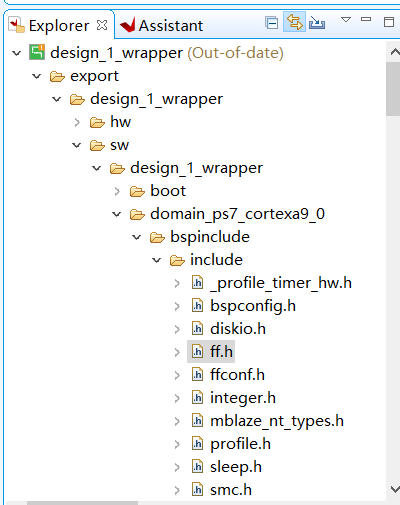 Explorer Assistant
design_1_wrapper (Out-of-date)
export
design_1_wrapper
hw
sw
design_1_wrapper
boot
domain_ps7_cortexa9_0
bspinclude
include
.h _profile_timer_hw.h
.h bspconfig.h
.h diskio.h
.h ff.h
.h ffconf.h
.h integer.h
.h mblaze_nt_types.h
.h profile.h
.h sleep.h
.h smc.h